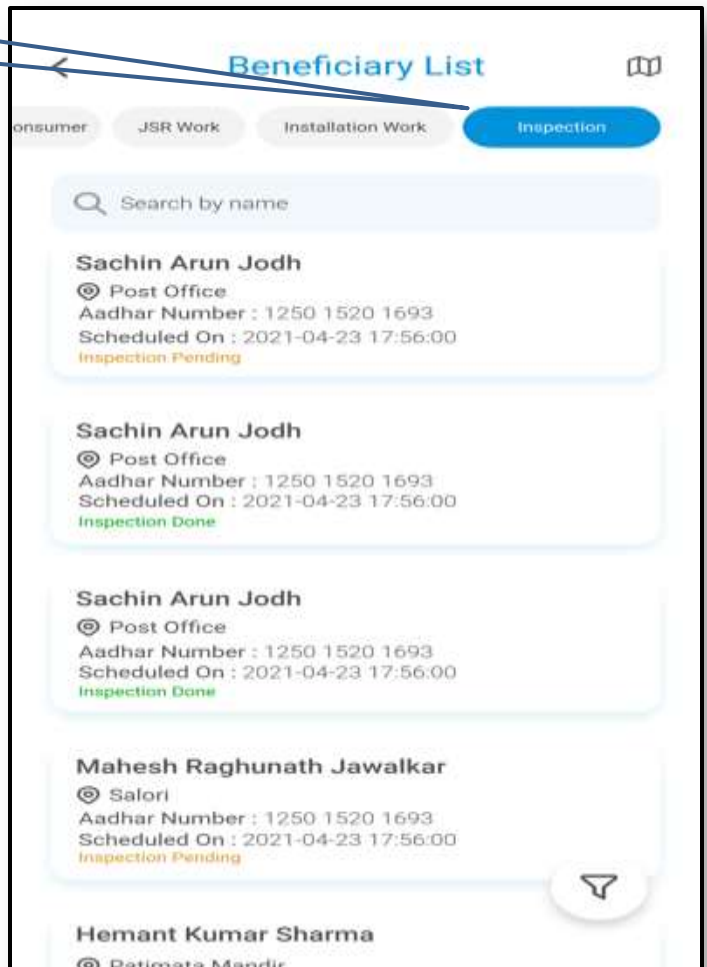 Beneficiary List
onsumer JSR Work Installation Work Inspection
Search by name
Sachin Arun Jodh
Post Office
Aadhar Number : 1250 1520 1693
Scheduled On : 2021-04-23 17:56:00
Inspection Pending
Sachin Arun Jodh
Post Office
Aadhar Number : 1250 1520 1693
Scheduled On : 2021-04-23 17:56:00
Inspection Done
Sachin Arun Jodh
Post Office
Aadhar Number : 1250 1520 1693
Scheduled On : 2021-04-23 17:56:00
Inspection Done
Mahesh Raghunath Jawalkar
Salori
Aadhar Number : 1250 1520 1693
Scheduled On : 2021-04-23 17:56:00
Inspection Pending
Hemant Kumar Sharma
Patimata Mandir